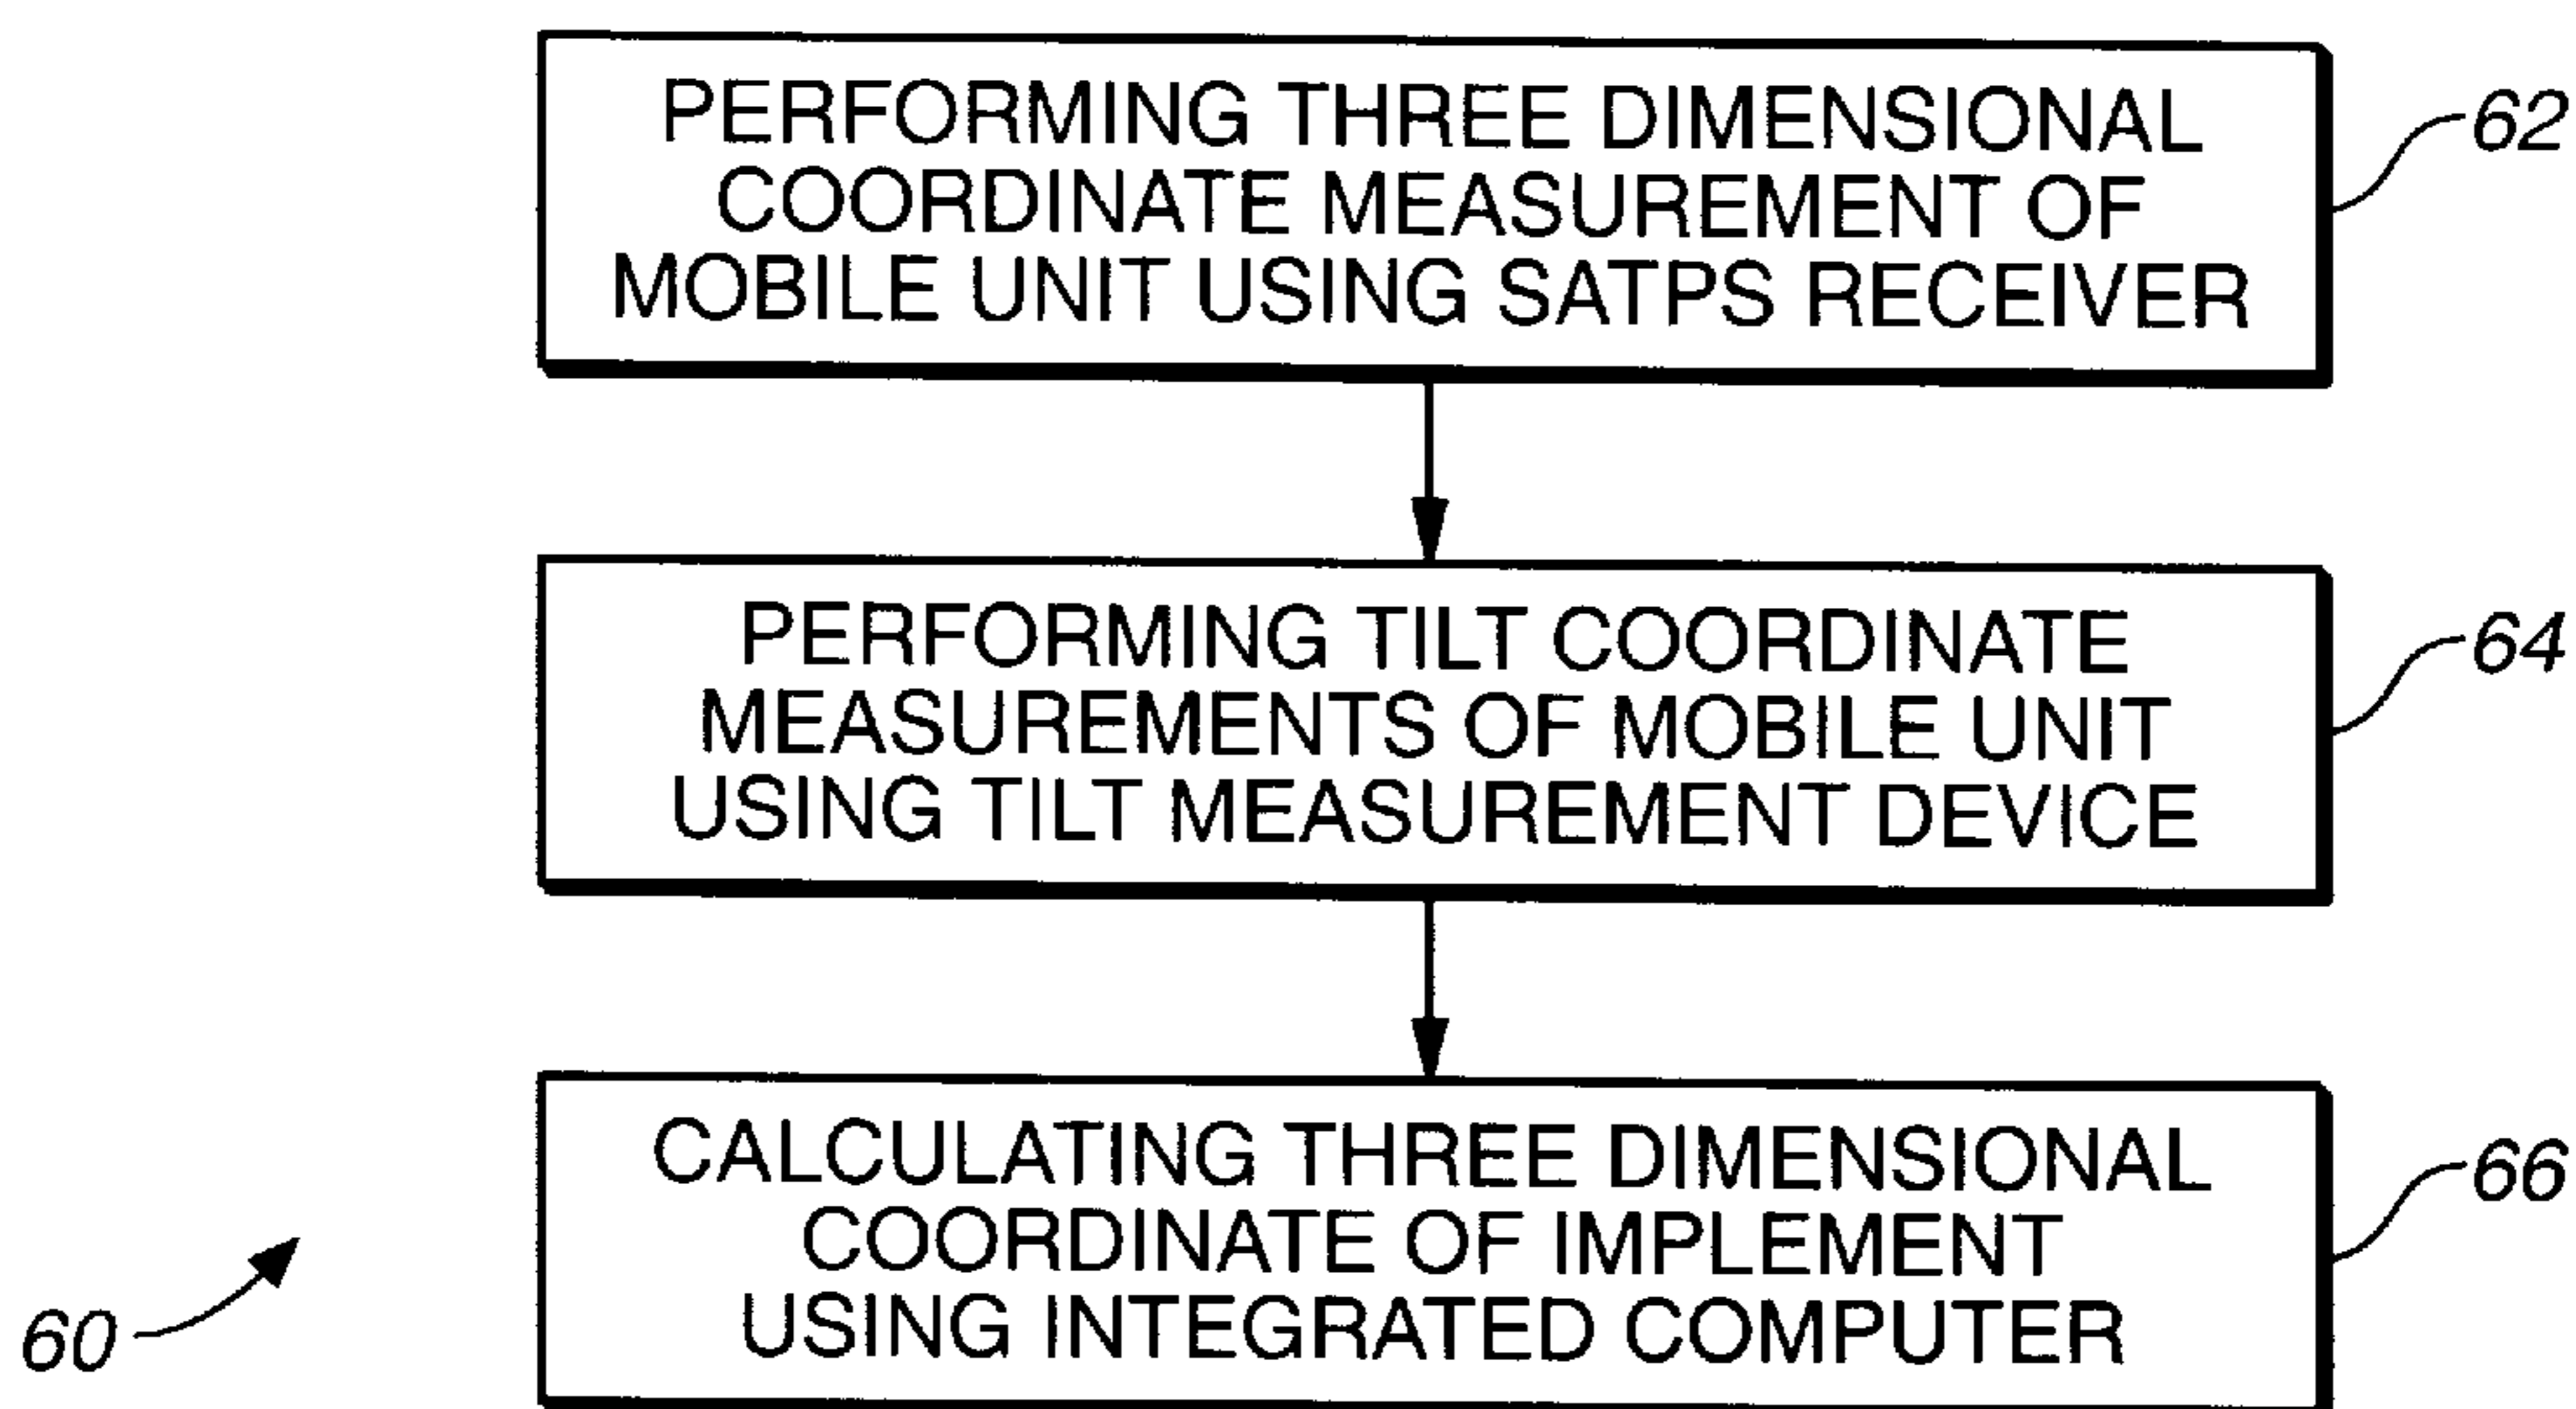 PERFORMING THREE DIMENSIONAL
COORDINATE MEASUREMENT OF
MOBILE UNIT USING SATPS RECEIVER
62
PERFORMING TILT COORDINATE
MEASUREMENTS OF MOBILE UNIT
USING TILT MEASUREMENT DEVICE
64
CALCULATING THREE DIMENSIONAL
COORDINATE OF IMPLEMENT
USING INTEGRATED COMPUTER
66
60